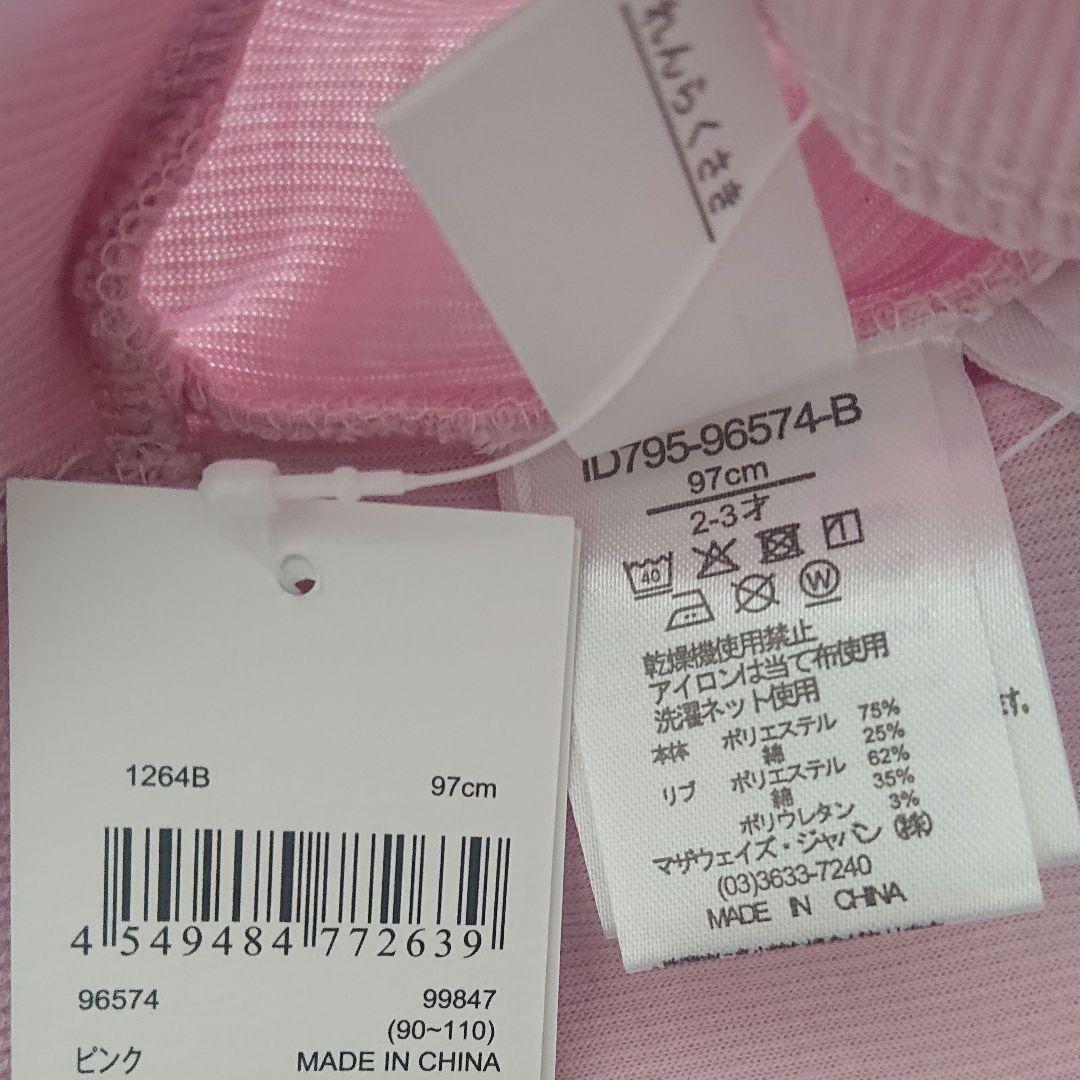 れんらくさき
ID795-96574-B
97cm
2-3才
40
1
W
乾燥機使用禁止
アイロンは当て布使用
洗濯ネット使用
本体 ポリエステル 75%
綿 25%
リブ ポリエステル 62%
綿 35%
ポリウレタン 3%
マザウェイズ・ジャパン(株)
(03)3633-7240
MADE IN CHINA
ます。
1264B 97cm
4 549484 772639
96574 99847
(90~110)
ピンク MADE IN CHINA